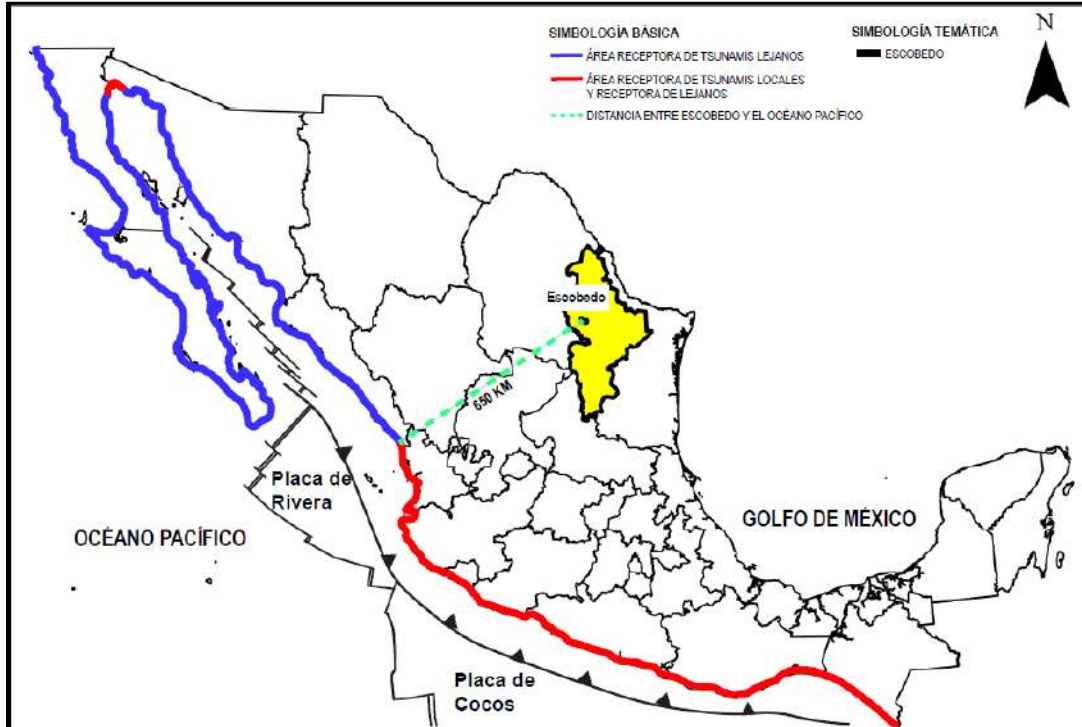 SIMBOLOGÍA BÁSICA
ÁREA RECEPTORA DE TSUNAMIS LEJANOS
ÁREA RECEPTORA DE TSUNAMIS LOCALES
Y RECEPTORA DE LEJANOS
DISTANCIA ENTRE ESCOBEDO Y EL OCÉANO PACÍFICO
SIMBOLOGÍA TEMÁTICA
ESCOBEDO
N
Escobedo
650 KM
Placa de
Rivera
OCÉANO PACÍFICO
GOLFO DE MÉXICO
Placa de
Cocos